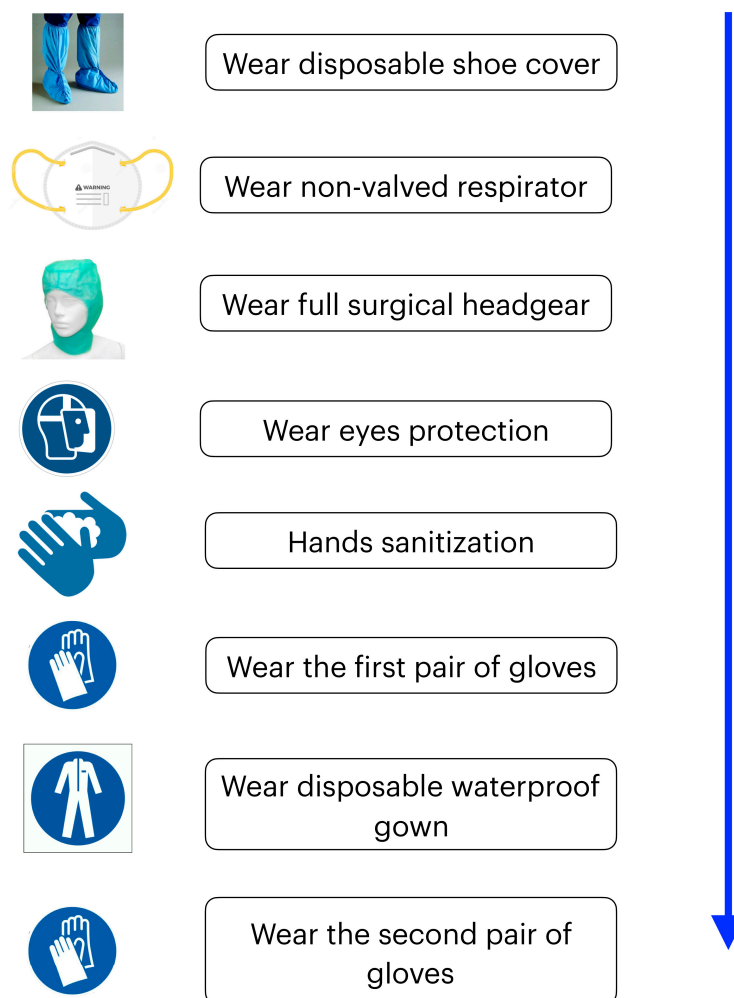 Wear disposable shoe cover
WARNING
Wear non-valved respirator
Wear full surgical headgear
Wear eyes protection
Hands sanitization
Wear the first pair of gloves
Wear disposable waterproof
gown
Wear the second pair of
gloves